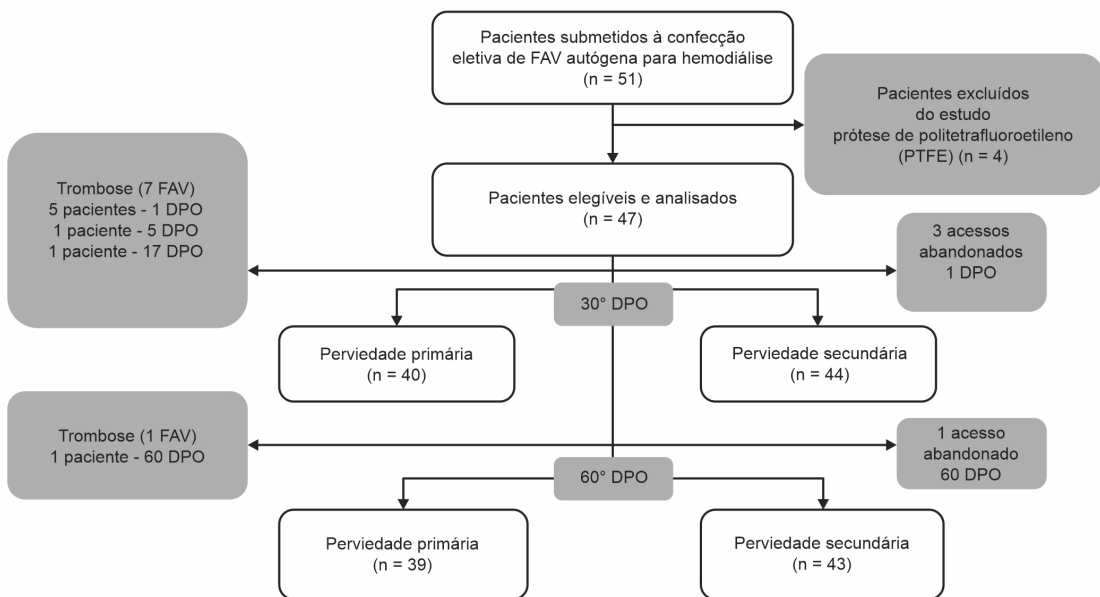 Pacientes submetidos à confecção
eletiva de FAV autógena para hemodiálise
(n = 51)
Pacientes excluídos
do estudo
prótese de politetrafluoroetileno
(PTFE) (n = 4)
Pacientes elegíveis e analisados
(n = 47)
Trombose (7 FAV)
5 pacientes - 1 DPO
1 paciente - 5 DPO
1 paciente - 17 DPO
3 acessos
abandonados
1 DPO
30° DPO
Perviedade primária
(n = 40)
Perviedade secundária
(n = 44)
Trombose (1 FAV)
1 paciente - 60 DPO
1 acesso
abandonado
60 DPO
60° DPO
Perviedade primária
(n = 39)
Perviedade secundária
(n = 43)